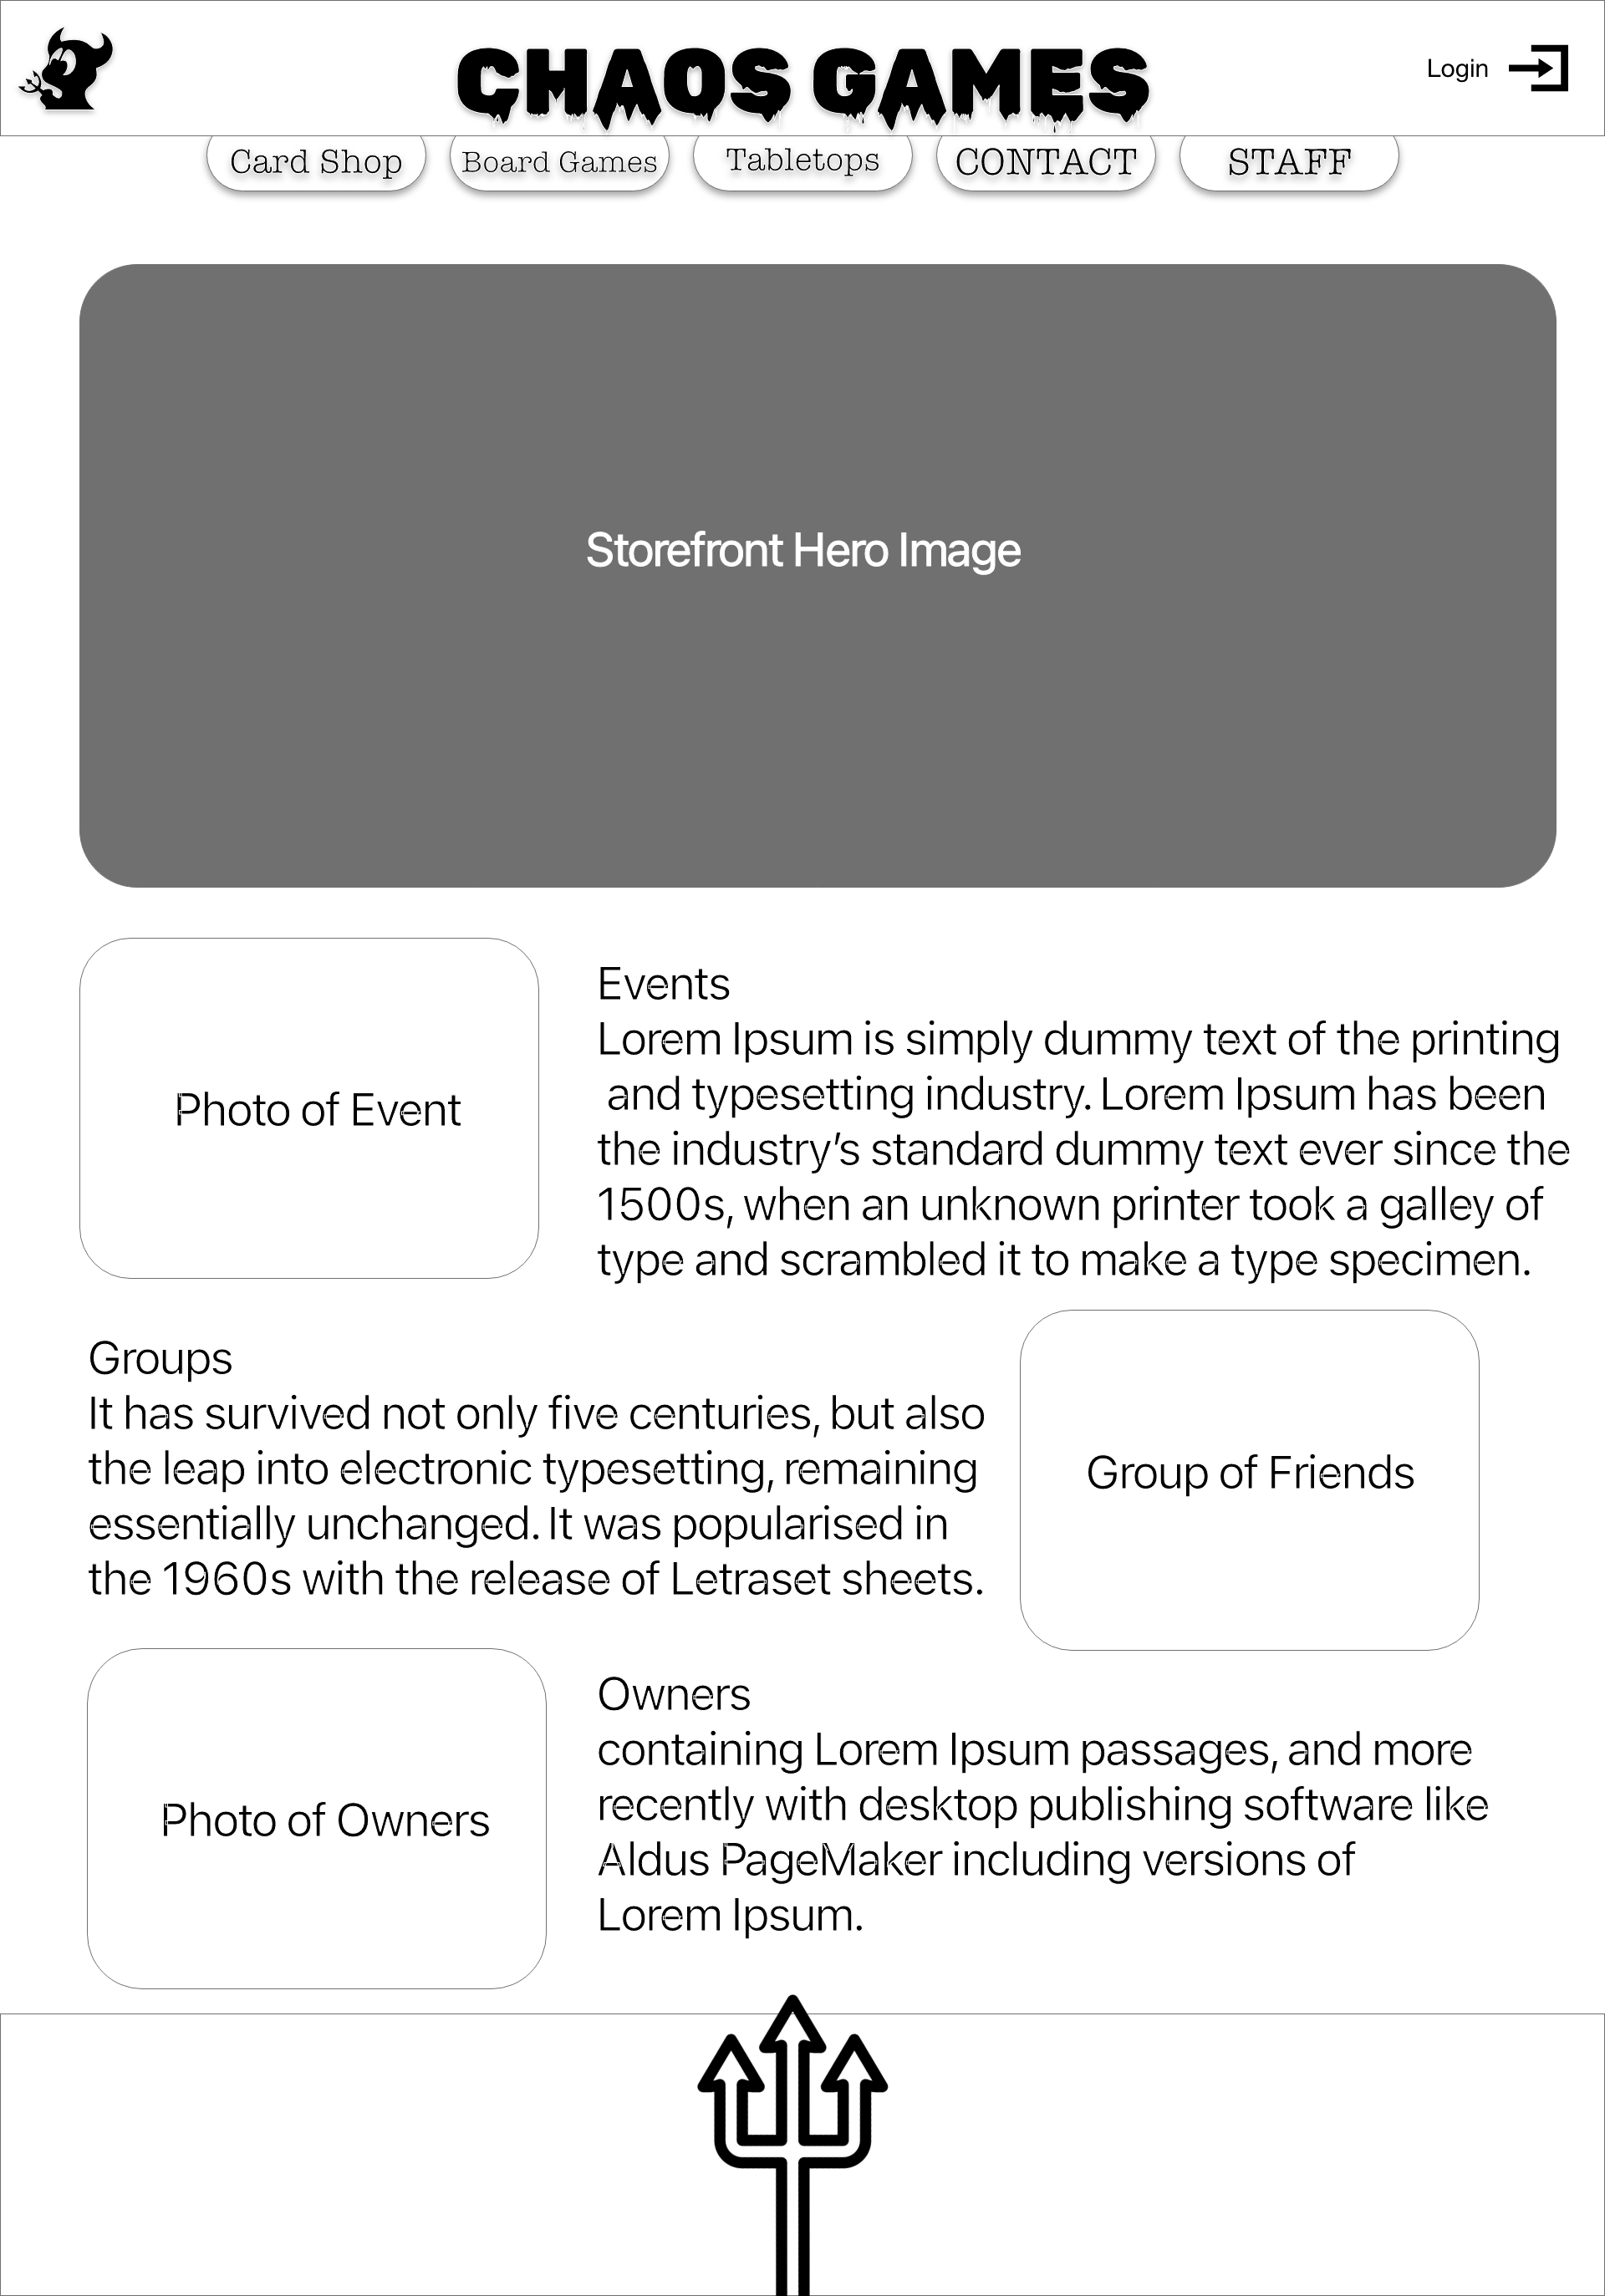 CHAOS GAMES
Login
Card Shop
Board Games
Tabletops
CONTACT
STAFF
Storefront Hero Image
Photo of Event
Events
Lorem Ipsum is simply dummy text of the printing
and typesetting industry. Lorem Ipsum has been
the industry’s standard dummy text ever since the
1500s, when an unknown printer took a galley of
type and scrambled it to make a type specimen.
Groups
It has survived not only five centuries, but also
the leap into electronic typesetting, remaining
essentially unchanged. It was popularised in
the 1960s with the release of Letraset sheets.
Group of Friends
Photo of Owners
Owners
containing Lorem Ipsum passages, and more
recently with desktop publishing software like
Aldus PageMaker including versions of
Lorem Ipsum.